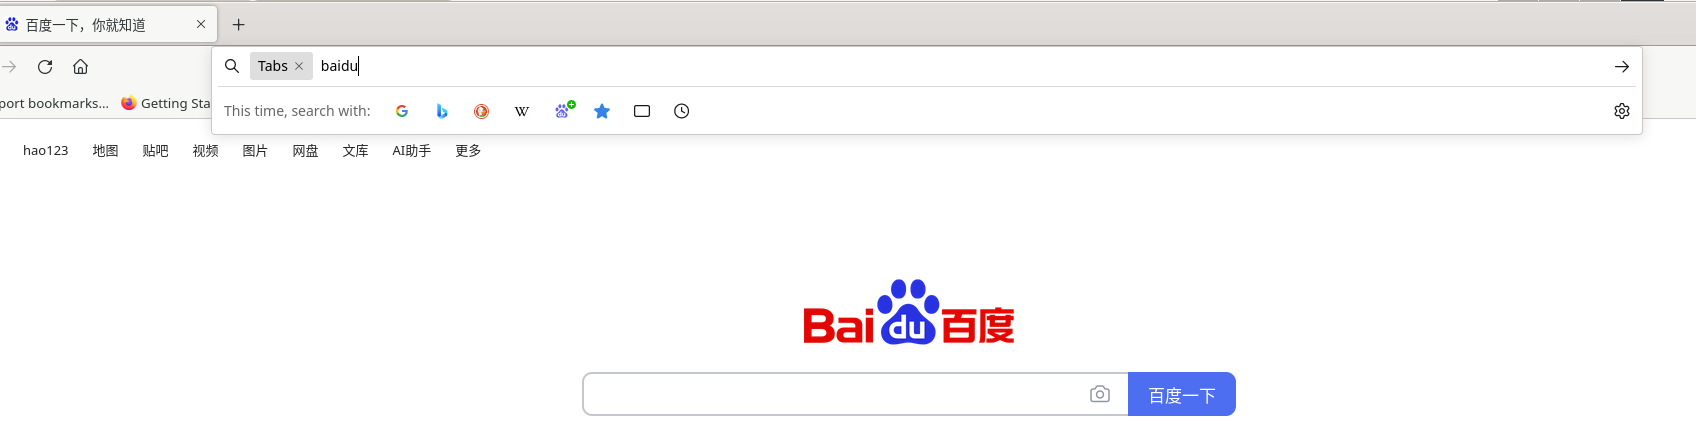 百度一下，你就知道
Tabs baidu
port bookmarks... Getting Sta
This time, search with: G W
hao123 地图 贴吧 视频 图片 网盘 文库 AI助手 更多
Bai du 百度
百度一下